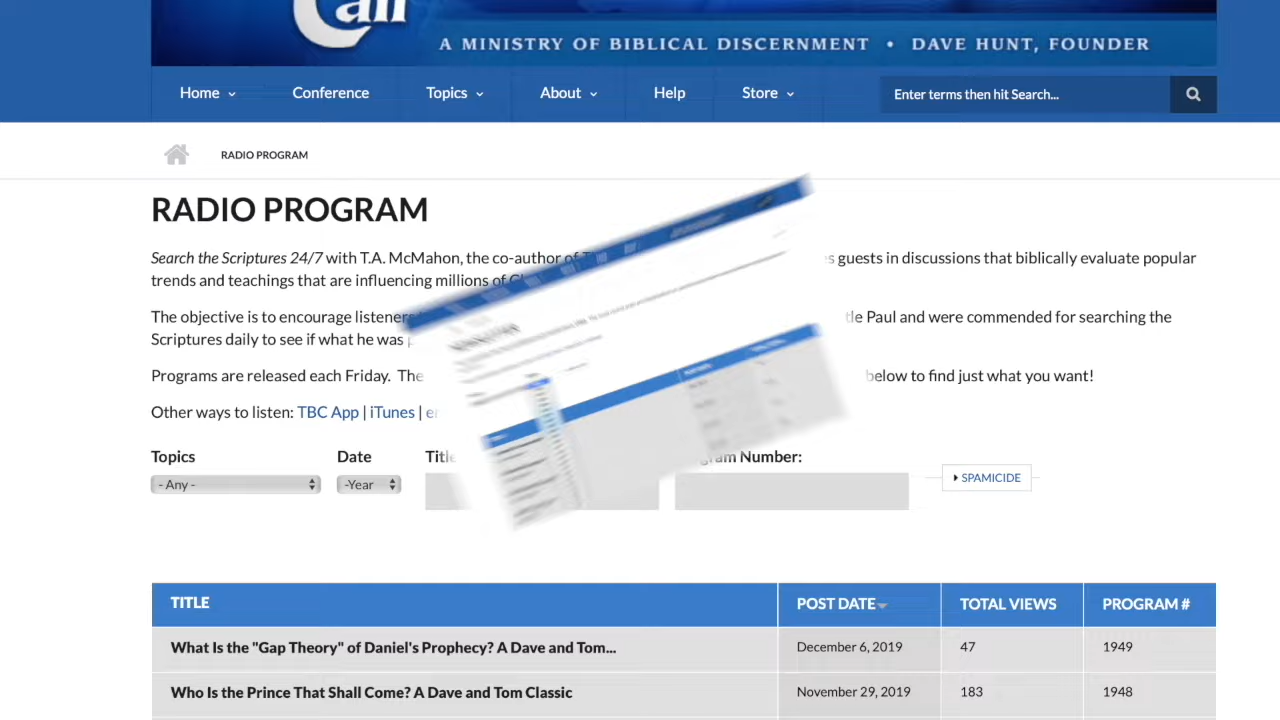 Call
A MINISTRY OF BIBLICAL DISCERNMENT • DAVE HUNT, FOUNDER
Home Conference Topics About Help Store Enter terms then hit Search...
RADIO PROGRAM
RADIO PROGRAM
Search the Scriptures 24/7 with T.A. McMahon, the co-author of guests in discussions that biblically evaluate popular
trends and teachings that are influencing millions of
The objective is to encourage Paul and were commended for searching the
Scriptures daily to see if what he was
Programs are released each Friday. The below to find just what you want!
Other ways to listen: TBC App | iTunes |
Topics Date Number:
- Any - -Year SPAMICIDE
TITLE POST DATE TOTAL VIEWS PROGRAM #
What Is the "Gap Theory" of Daniel's Prophecy? A Dave and Tom... December 6, 2019 47 1949
Who Is the Prince That Shall Come? A Dave and Tom Classic November 29, 2019 183 1948